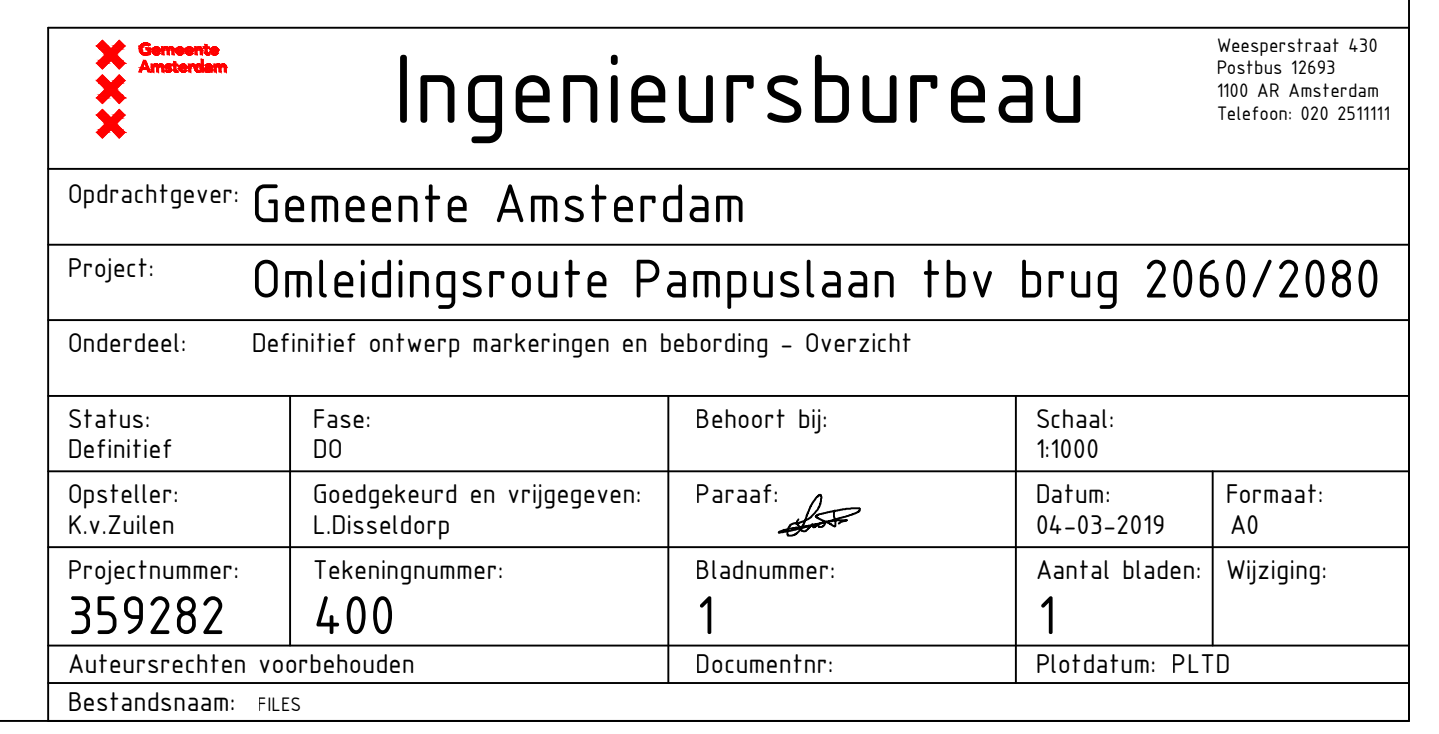 Gemeente
Amsterdam
Ingenieursbureau
Weesperstraat 430
Postbus 12693
1100 AR Amsterdam
Telefoon: 020 2511111
Opdrachtgever: Gemeente Amsterdam
Project: Omleidingsroute Pampuslaan tbv brug 2060/2080
Onderdeel: Definitief ontwerp markeringen en bebording - Overzicht
Status: Fase: Behoort bij: Schaal:
Definitief DO 1:1000
Opsteller: Goedgekeurd en vrijgegeven: Paraaf: Datum: Formaat:
K.v.Zuilen L.Disseldorp 04-03-2019 A0
Projectnummer: Tekeningnummer: Bladnummer: Aantal bladen: Wijziging:
359282 400 1 1
Auteursrechten voorbehouden Documentnr: Plotdatum: PLTD
Bestandsnaam: FILES